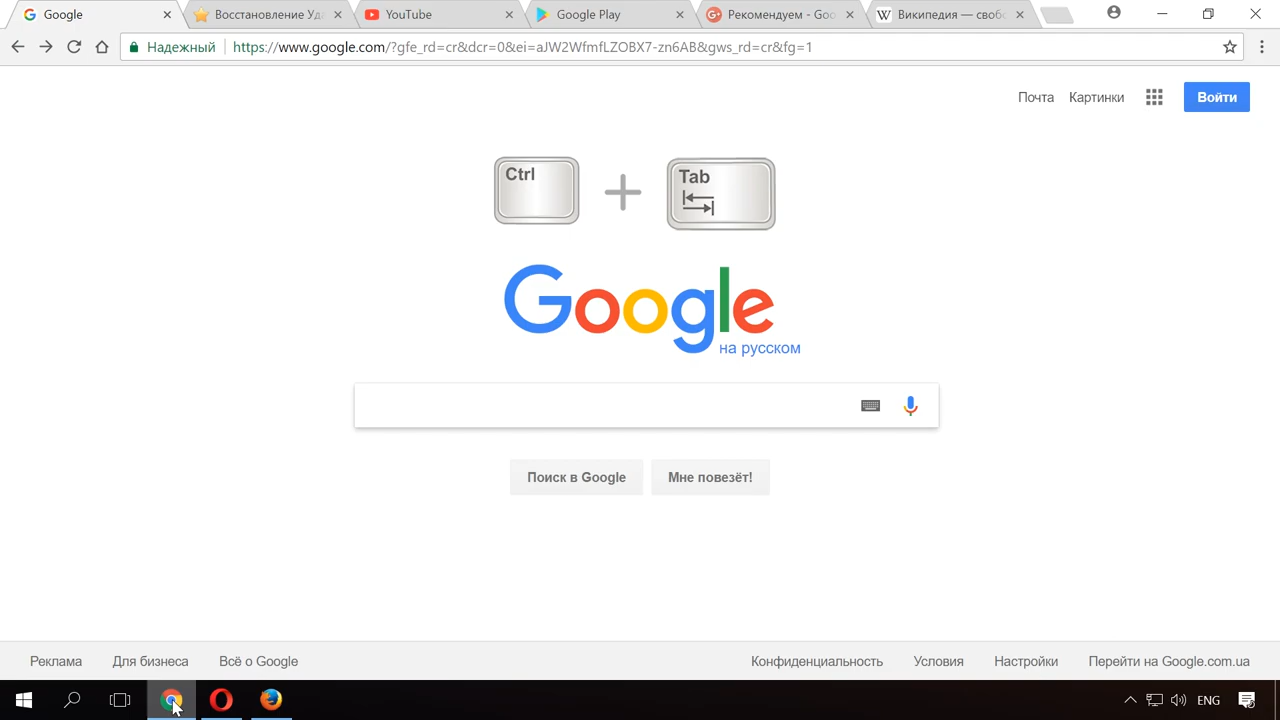 Google
Восстановление Уда
YouTube
Google Play
Рекомендуем - Goo
Википедия — своб
Надежный
https://www.google.com/?gfe_rd=cr&dcr=0&ei=aJW2WfmfLZOBX7-zn6AB&gws_rd=cr&fg=1
Почта
Картинки
Войти
Ctrl + Tab
Google
на русском
Поиск в Google
Мне повезёт!
Реклама
Для бизнеса
Всё о Google
Конфиденциальность
Условия
Настройки
Перейти на Google.com.ua
ENG